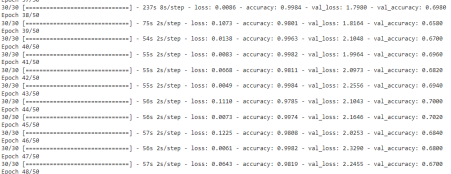 30/30 [==============================] - 237s 8s/step - loss: 0.0086 - accuracy: 0.9984 - val_loss: 1.7980 - val_accuracy: 0.6980
Epoch 38/50
30/30 [==============================] - 75s 2s/step - loss: 0.1073 - accuracy: 0.9801 - val_loss: 1.8164 - val_accuracy: 0.6580
Epoch 39/50
30/30 [==============================] - 54s 2s/step - loss: 0.0138 - accuracy: 0.9963 - val_loss: 2.1048 - val_accuracy: 0.6700
Epoch 40/50
30/30 [==============================] - 55s 2s/step - loss: 0.0083 - accuracy: 0.9982 - val_loss: 1.9964 - val_accuracy: 0.6960
Epoch 41/50
30/30 [==============================] - 55s 2s/step - loss: 0.0668 - accuracy: 0.9811 - val_loss: 2.0973 - val_accuracy: 0.6820
Epoch 42/50
30/30 [==============================] - 55s 2s/step - loss: 0.0049 - accuracy: 0.9984 - val_loss: 2.2556 - val_accuracy: 0.6940
Epoch 43/50
30/30 [==============================] - 56s 2s/step - loss: 0.1110 - accuracy: 0.9785 - val_loss: 2.1043 - val_accuracy: 0.7000
Epoch 44/50
30/30 [==============================] - 56s 2s/step - loss: 0.0073 - accuracy: 0.9974 - val_loss: 2.1646 - val_accuracy: 0.7020
Epoch 45/50
30/30 [==============================] - 57s 2s/step - loss: 0.1225 - accuracy: 0.9808 - val_loss: 2.0253 - val_accuracy: 0.6840
Epoch 46/50
30/30 [==============================] - 56s 2s/step - loss: 0.0061 - accuracy: 0.9982 - val_loss: 2.3290 - val_accuracy: 0.6800
Epoch 47/50
30/30 [==============================] - 57s 2s/step - loss: 0.0643 - accuracy: 0.9819 - val_loss: 2.2455 - val_accuracy: 0.6700
Epoch 48/50